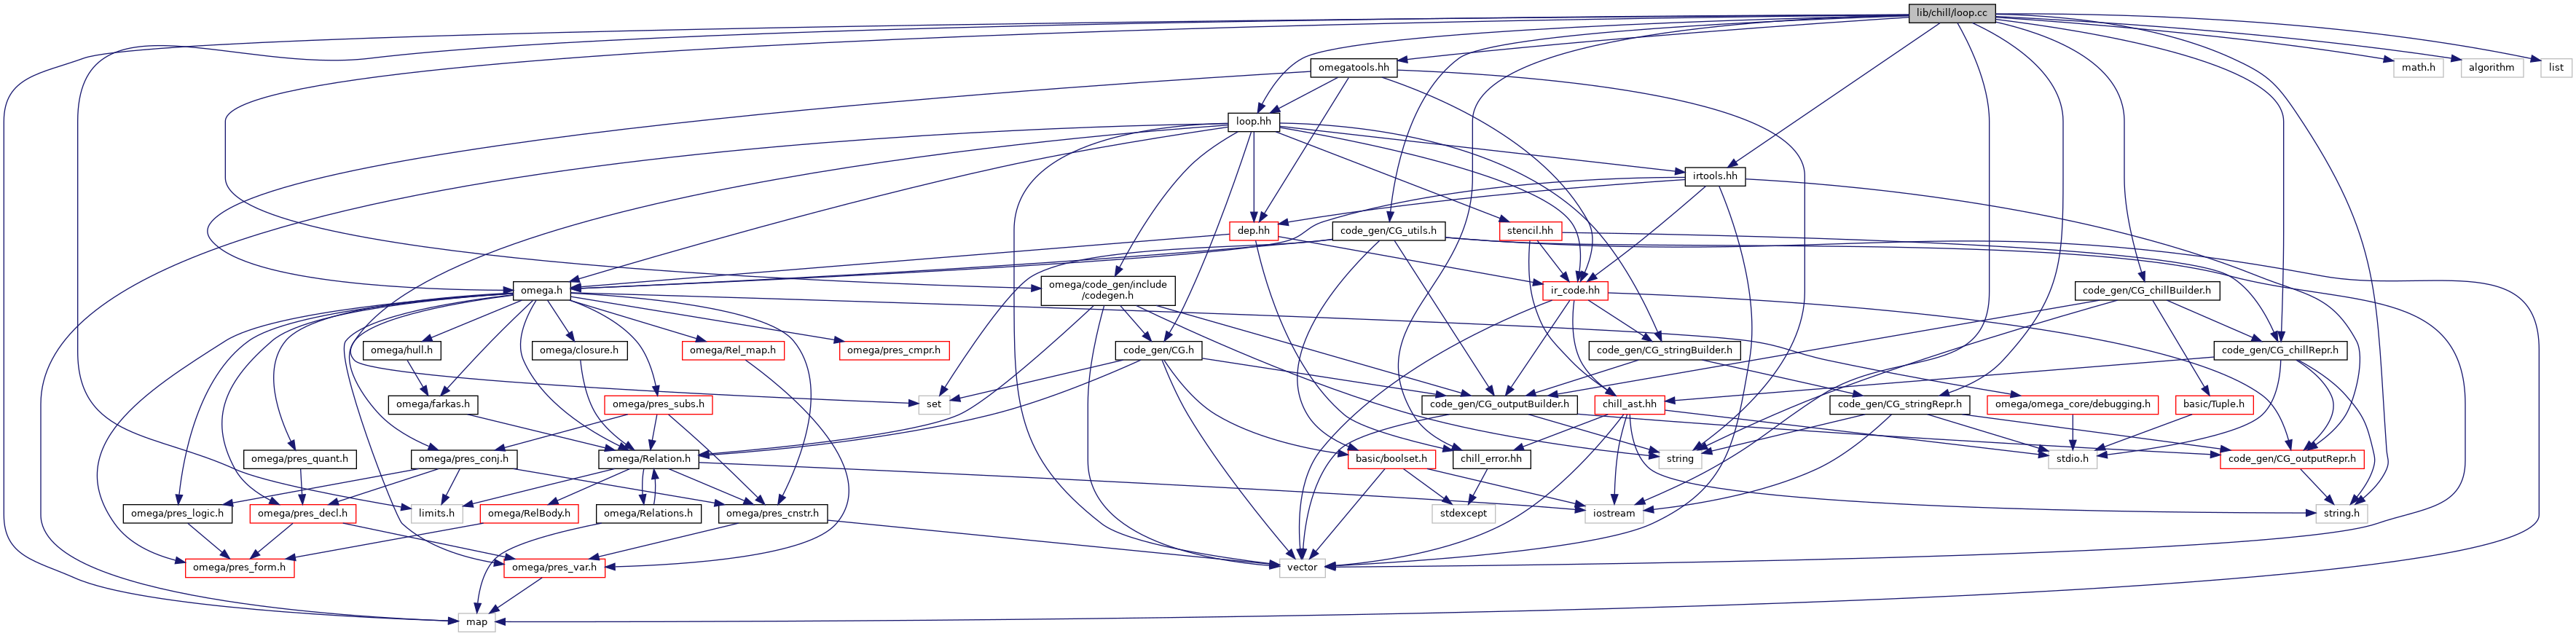 lib/chill/loop.cc
omegatools.hh
math.h
algorithm
list
loop.hh
irtools.hh
dep.hh
code_gen/CG_utils.h
stencil.hh
omega.h
omega/code_gen/include
/codegen.h
ir_code.hh
code_gen/CG_chillBuilder.h
omega/hull.h
omega/closure.h
omega/Rel_map.h
omega/pres_cmpr.h
code_gen/CG.h
code_gen/CG_stringBuilder.h
code_gen/CG_chillRepr.h
omega/farkas.h
omega/pres_subs.h
set
code_gen/CG_outputBuilder.h
chill_ast.hh
code_gen/CG_stringRepr.h
omega/omega_core/debugging.h
basic/Tuple.h
omega/pres_quant.h
omega/pres_conj.h
omega/Relation.h
basic/boolset.h
chill_error.hh
string
stdio.h
code_gen/CG_outputRepr.h
omega/pres_logic.h
omega/pres_decl.h
limits.h
omega/RelBody.h
omega/Relations.h
omega/pres_cnstr.h
stdexcept
iostream
string.h
omega/pres_form.h
omega/pres_var.h
vector
map